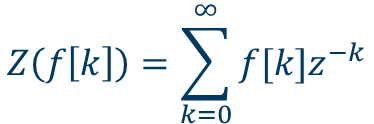 Z(f[k]) = ∑_{k=0}^{∞} f[k]z^{-k}